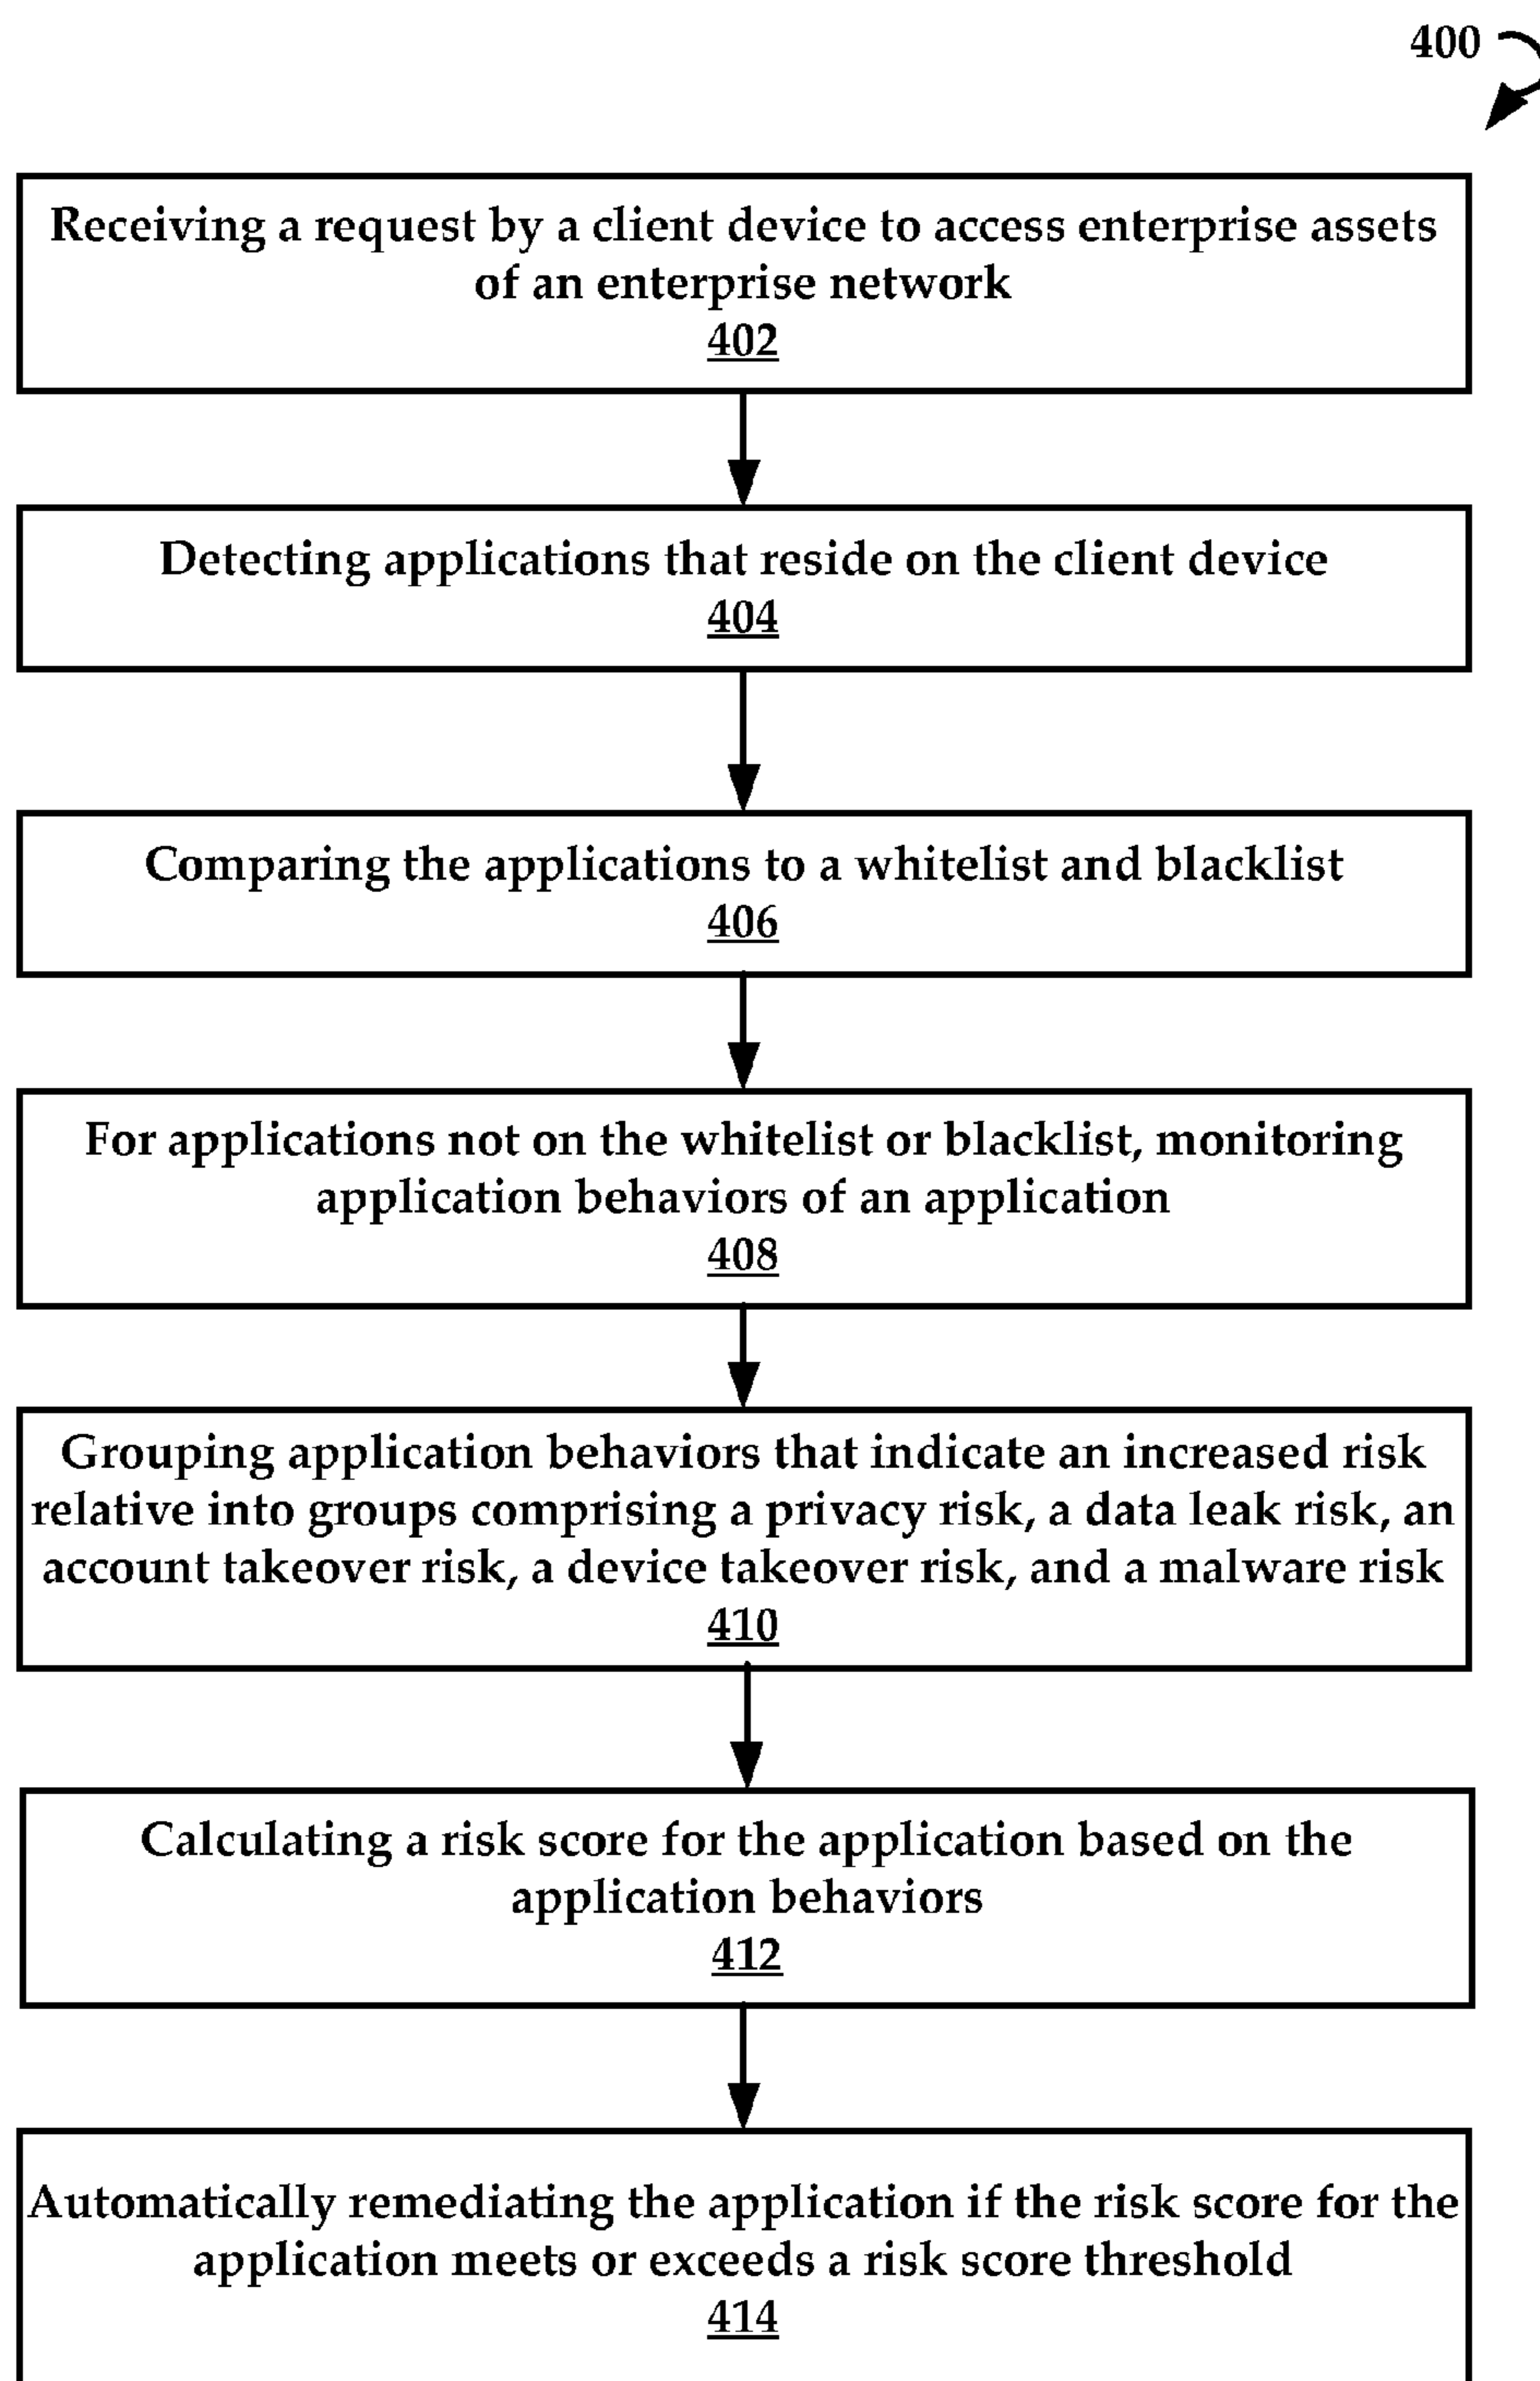 400
Receiving a request by a client device to access enterprise assets
of an enterprise network
402
Detecting applications that reside on the client device
404
Comparing the applications to a whitelist and blacklist
406
For applications not on the whitelist or blacklist, monitoring
application behaviors of an application
408
Grouping application behaviors that indicate an increased risk
relative into groups comprising a privacy risk, a data leak risk, an
account takeover risk, a device takeover risk, and a malware risk
410
Calculating a risk score for the application based on the
application behaviors
412
Automatically remediating the application if the risk score for the
application meets or exceeds a risk score threshold
414